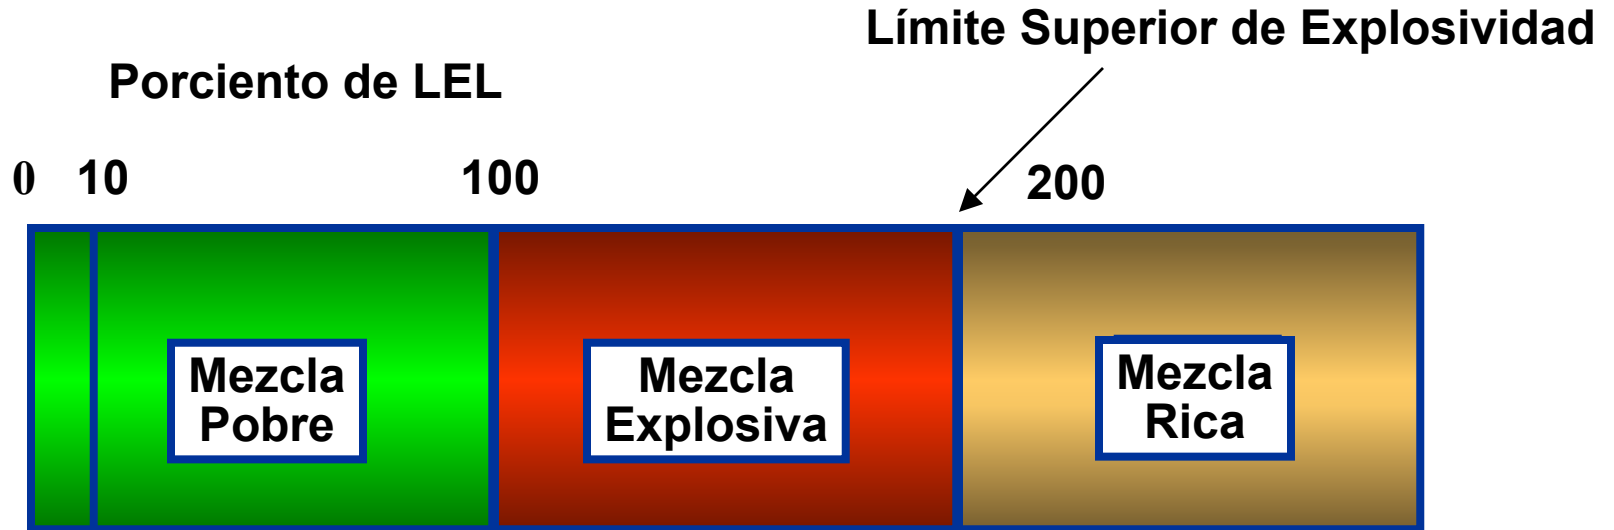 Límite Superior de Explosividad
Porciento de LEL
0 10 100 200
Mezcla
Pobre
Mezcla
Explosiva
Mezcla
Rica